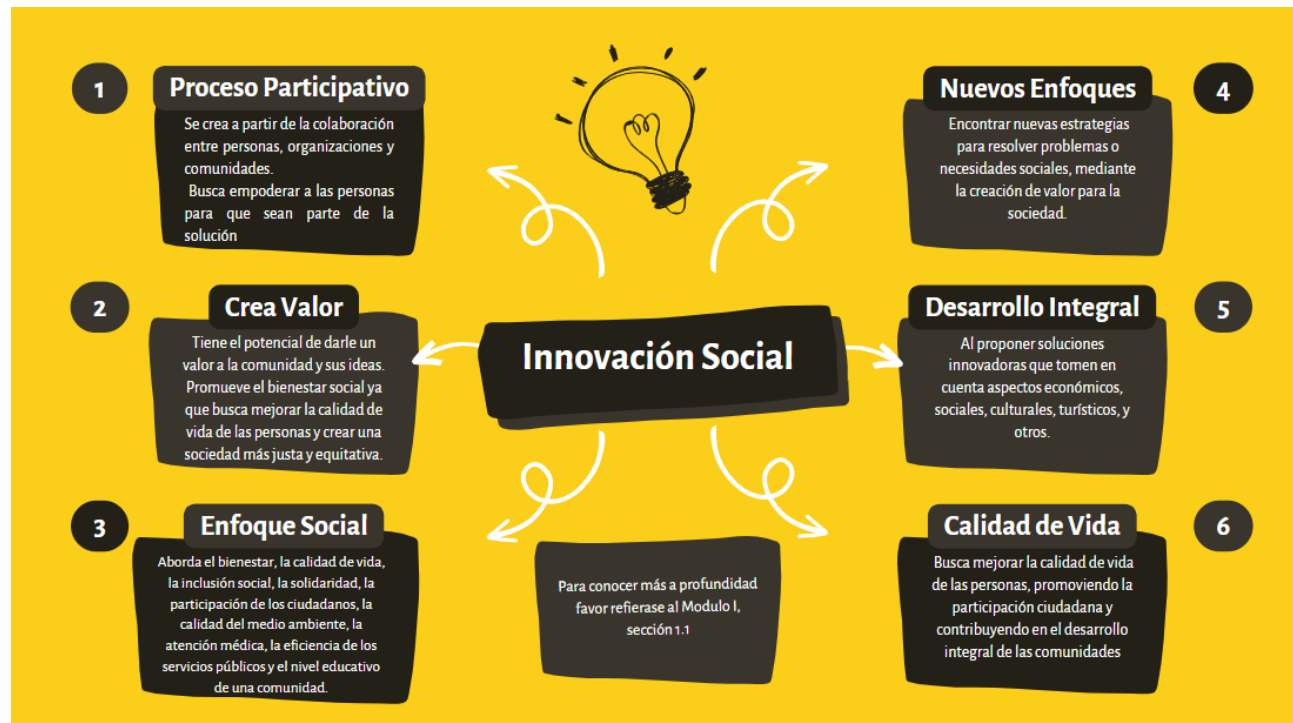 1
Proceso Participativo
Se crea a partir de la colaboración
entre personas, organizaciones y
comunidades.
Busca empoderar a las personas
para que sean parte de la
solución
2
Crea Valor
Tiene el potencial de darle un
valor a la comunidad y sus ideas.
Promueve el bienestar social ya
que busca mejorar la calidad de
vida de las personas y crear una
sociedad más justa y equitativa.
3
Enfoque Social
Aborda el bienestar, la calidad de vida,
la inclusión social, la solidaridad, la
participación de los ciudadanos, la
calidad del medio ambiente, la
atención médica, la eficiencia de los
servicios públicos y el nivel educativo
de una comunidad.
Innovación Social
Para conocer más a profundidad
favor refierase al Modulo I,
sección 1.1
Nuevos Enfoques
4
Encontrar nuevas estrategias
para resolver problemas o
necesidades sociales, mediante
la creación de valor para la
sociedad.
Desarrollo Integral
5
Al proponer soluciones
innovadoras que tomen en
cuenta aspectos económicos,
sociales, culturales, turísticos, y
otros.
Calidad de Vida
6
Busca mejorar la calidad de vida
de las personas, promoviendo la
participación ciudadana y
contribuyendo en el desarrollo
integral de las comunidades